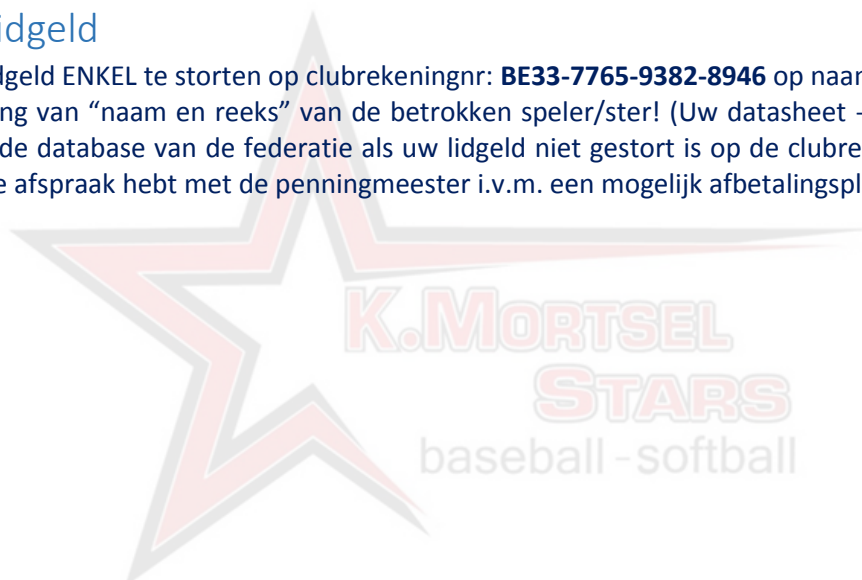 idgeld
dgeld ENKEL te storten op clubrekeningnr: BE33-7765-9382-8946 op naar
ng van “naam en reeks” van de betrokken speler/ster! (Uw datasheet -
de database van de federatie als uw lidgeld niet gestort is op de clubre
e afspraak hebt met de penningmeester i.v.m. een mogelijk afbetalingspl
K.MORTSEL
STARS
baseball - softball